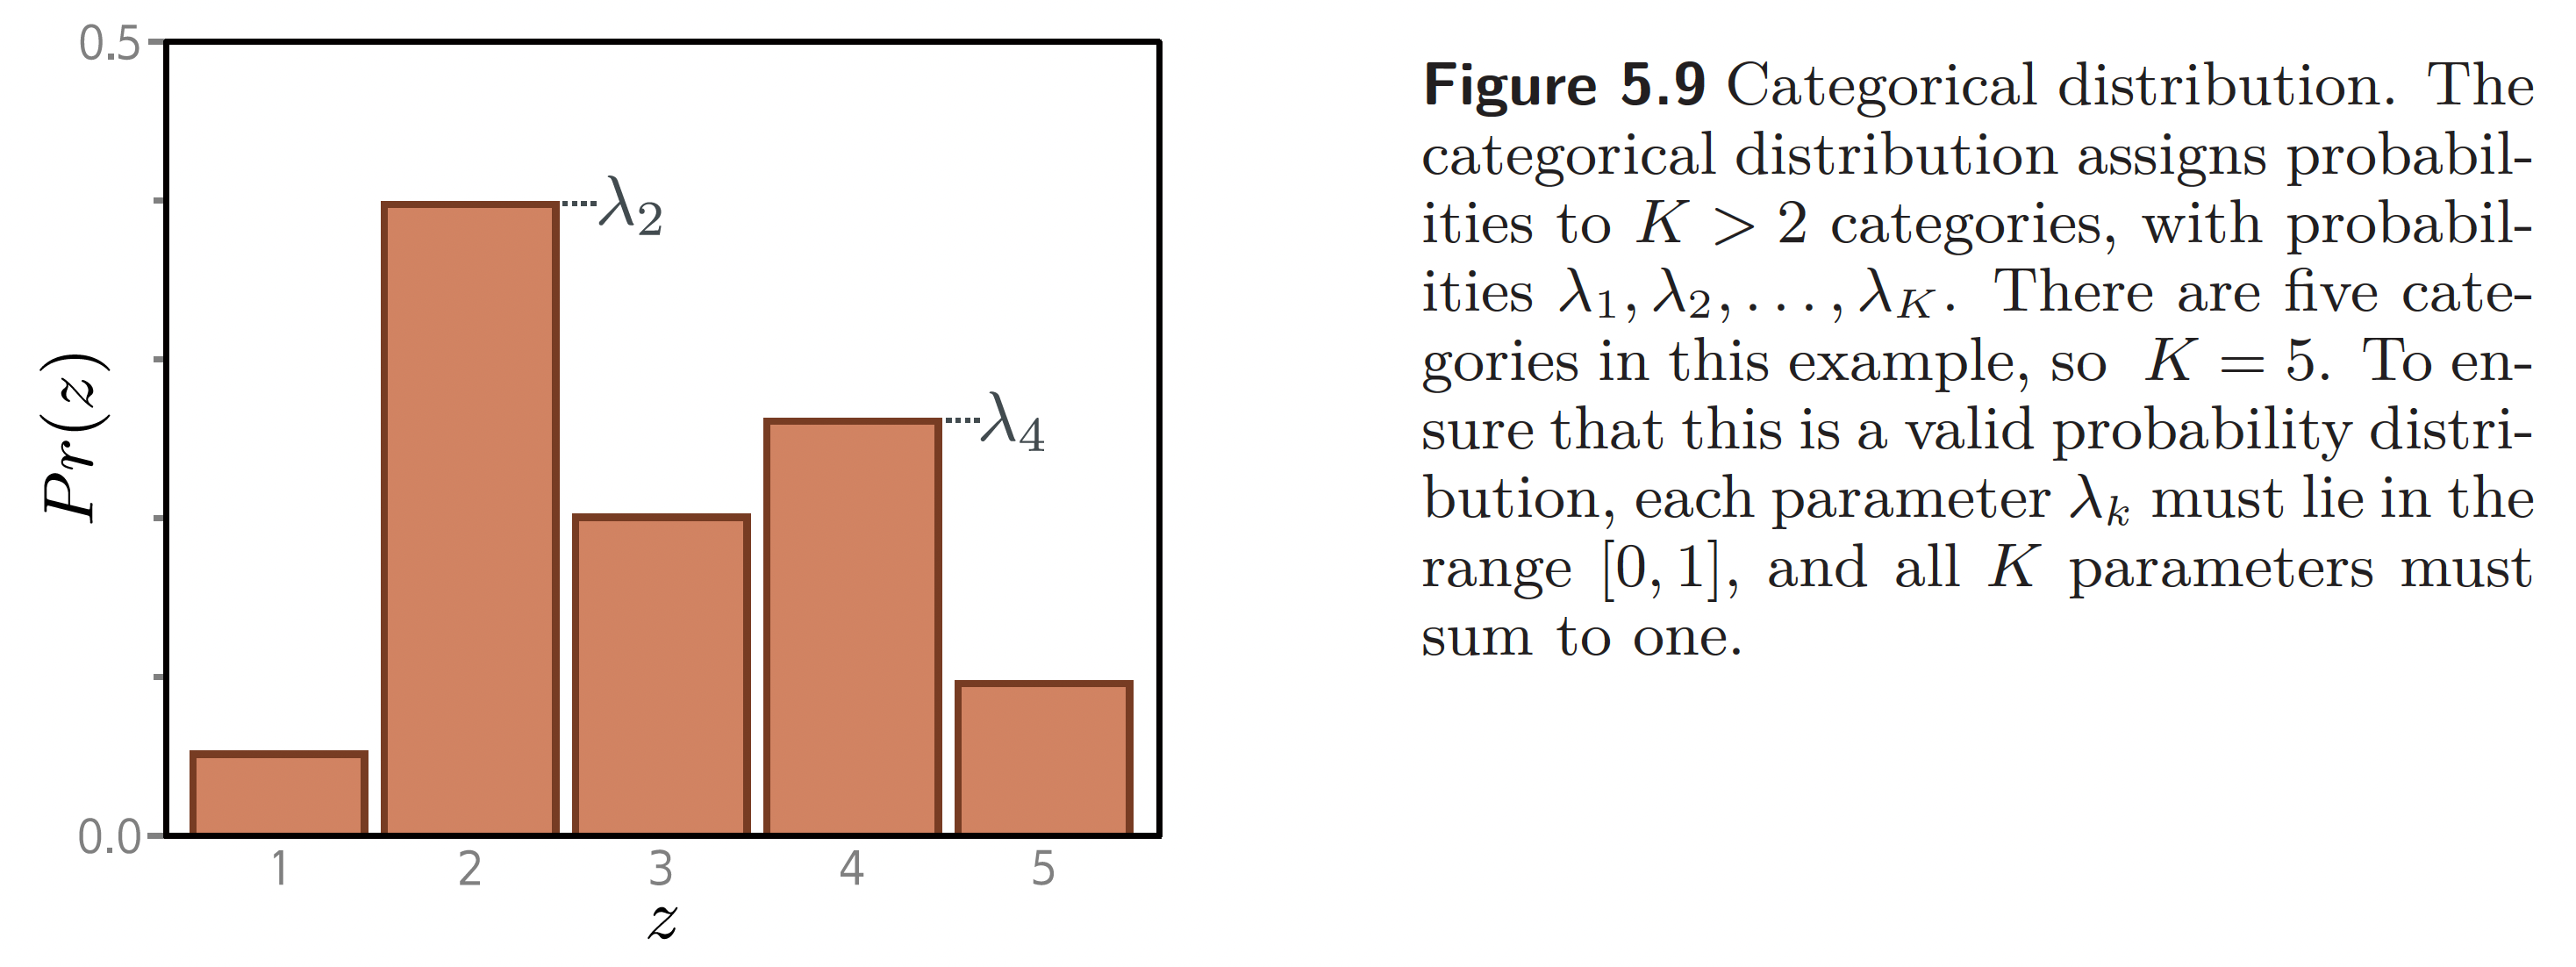 0.5
λ2
λ4
Pr(z)
0.0
1 2 3 4 5
z
Figure 5.9 Categorical distribution. The
categorical distribution assigns probabil-
ities to K > 2 categories, with probabil-
ities λ1, λ2, . . . , λK. There are five cate-
gories in this example, so K = 5. To en-
sure that this is a valid probability distri-
bution, each parameter λk must lie in the
range [0, 1], and all K parameters must
sum to one.